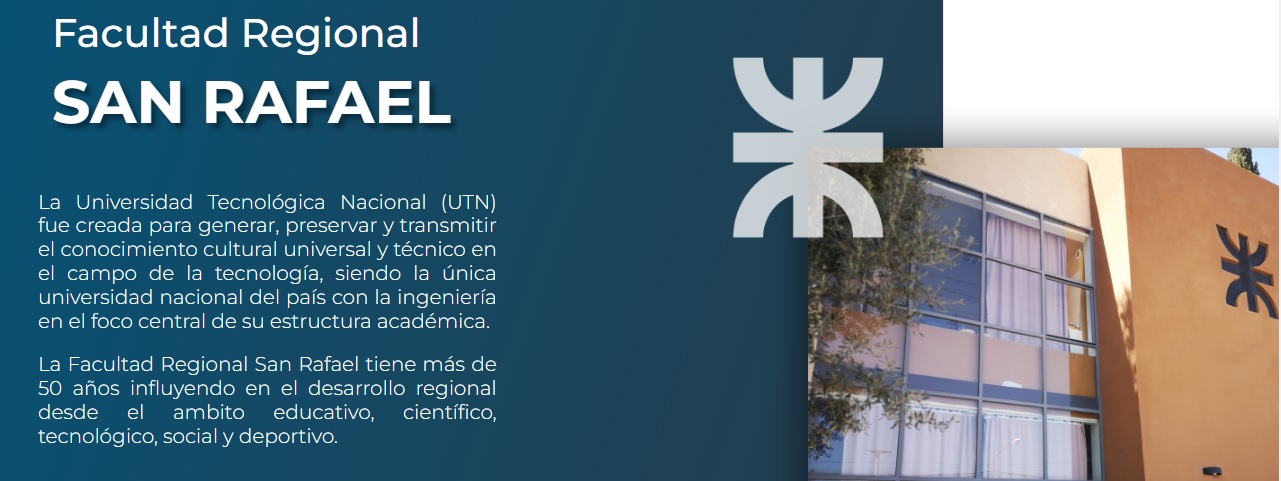 Facultad Regional
SAN RAFAEL
La Universidad Tecnológica Nacional (UTN)
fue creada para generar, preservar y transmitir
el conocimiento cultural universal y técnico en
el campo de la tecnología, siendo la única
universidad nacional del país con la ingeniería
en el foco central de su estructura académica.
La Facultad Regional San Rafael tiene más de
50 años influyendo en el desarrollo regional
desde el ambito educativo, científico,
tecnológico, social y deportivo.